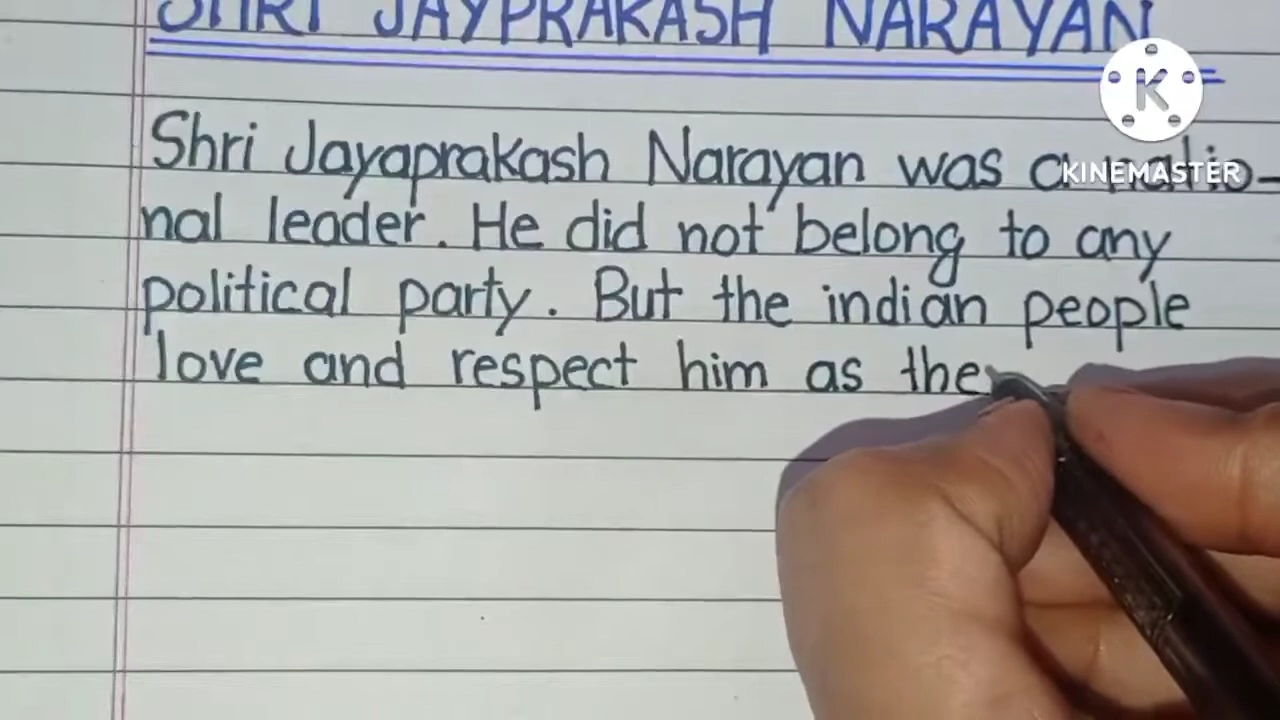 SHRI JAYPRAKASH NARAYAN
K
KINEMASTER
Shri Jayaprakash Narayan was a natio-
nal leader. He did not belong to any
political party. But the indian people
love and respect him as the